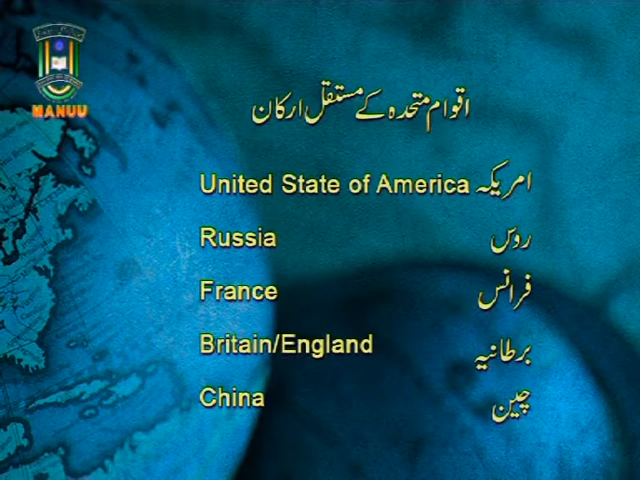 MANUU
اقوام متحدہ کے مستقل ارکان
United State of America امریکہ
Russia روس
France فرانس
Britain/England برطانیہ
China چین